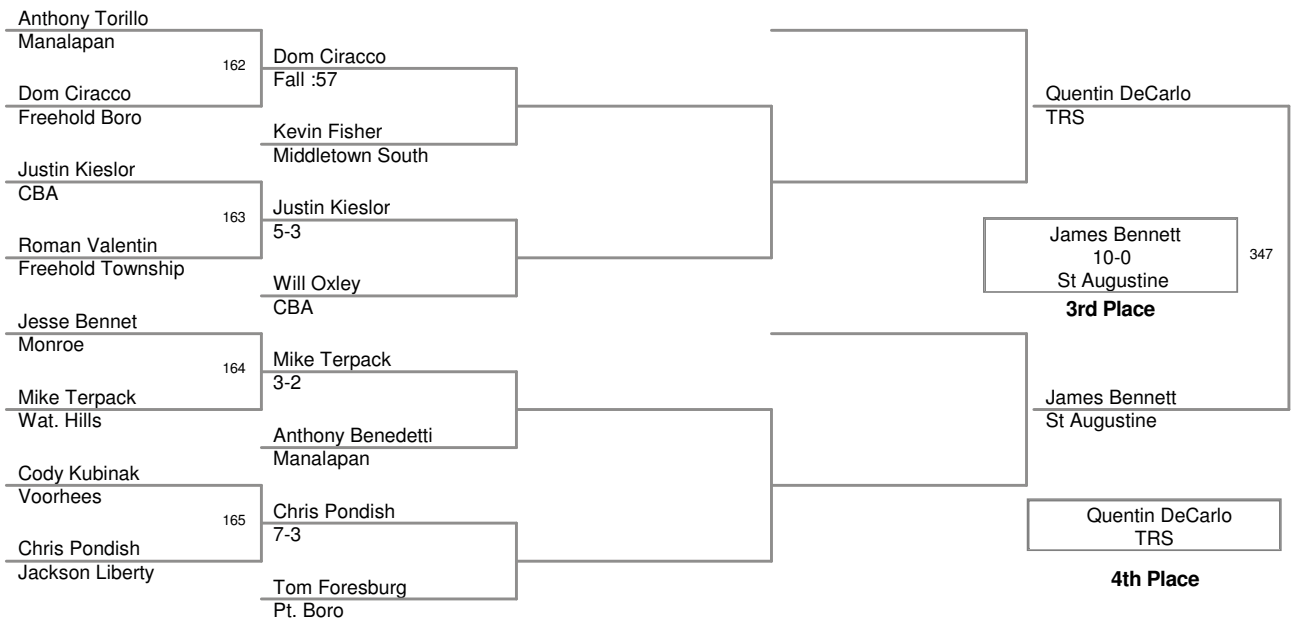 Anthony Torillo
Manalapan
162
Dom Ciracco
Freehold Boro
Justin Kieslor
CBA
163
Roman Valentin
Freehold Township
Jesse Bennet
Monroe
164
Mike Terpack
Wat. Hills
Cody Kubinak
Voorhees
165
Chris Pondish
Jackson Liberty
Dom Ciracco
Fall :57
Kevin Fisher
Middletown South
Justin Kieslor
5-3
Will Oxley
CBA
Mike Terpack
3-2
Anthony Benedetti
Manalapan
Chris Pondish
7-3
Tom Foresburg
Pt. Boro
Quentin DeCarlo
TRS
James Bennett
10-0
St Augustine
347
3rd Place
James Bennett
St Augustine
Quentin DeCarlo
TRS
4th Place